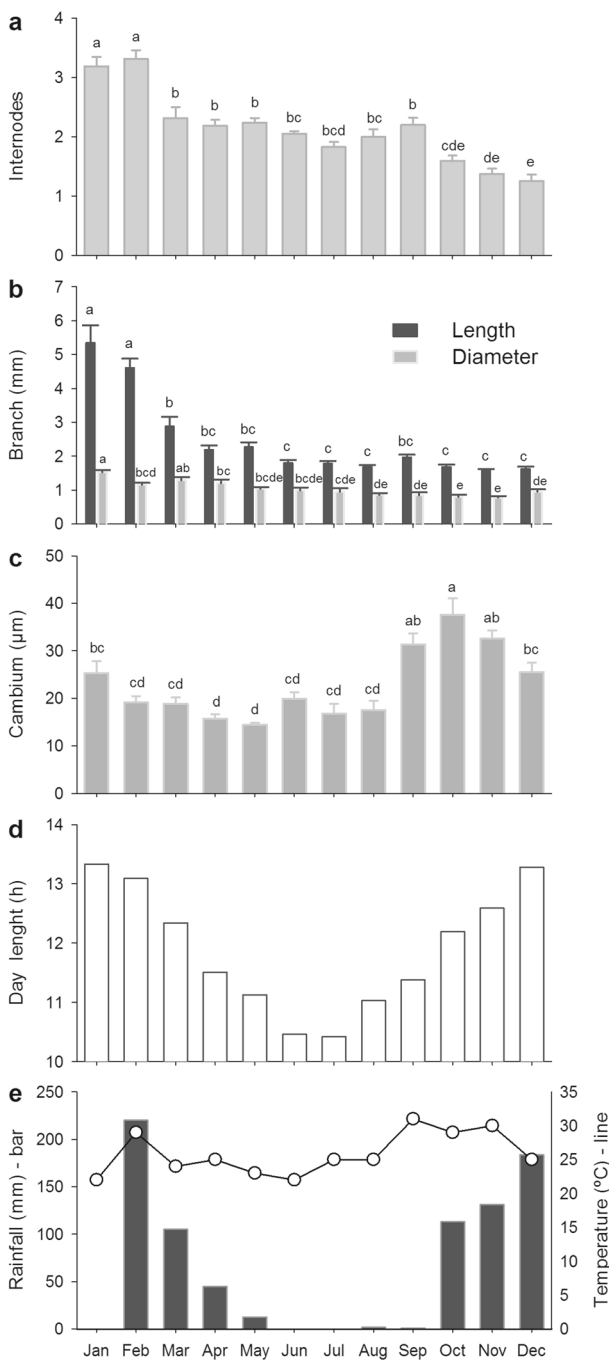 a
4
3
2
1
0
Internodes
a a b b b bc bcd bc b cde de e
b
7
6
5
4
3
2
1
0
Branch (mm)
Length
Diameter
a a b bc bc c c c bc c c c
a bcd ab bc bcde bcde cde de de e e de
c
50
40
30
20
10
0
Cambium (µm)
bc cd cd d d cd cd cd ab a ab bc
d
14
13
12
11
10
Day lenght (h)
e
250
200
150
100
50
0
Rainfall (mm) - bar
35
30
25
20
15
10
5
0
Temperature (ºC) - line
Jan Feb Mar Apr May Jun Jul Aug Sep Oct Nov Dec